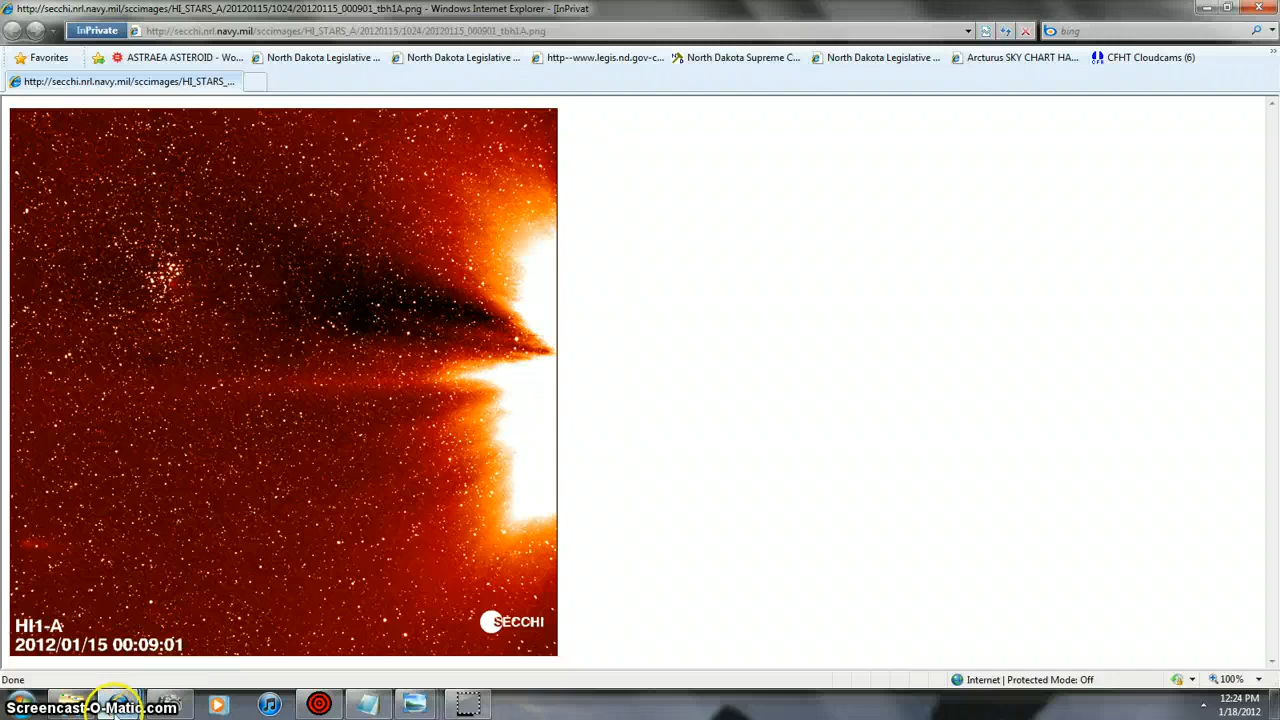 http://secchi.nrl.navy.mil/sccimages/HI_STARS_A/20120115/1024/20120115_000901_tbh1A.png - Windows Internet Explorer - [InPrivat
InPrivate http://secchi.nrl.navy.mil/sccimages/HI_STARS_A/20120115/1024/20120115_000901_tbh1A.png bing
Favorites ASTRAEA ASTEROID - Wo... North Dakota Legislative ... North Dakota Legislative ... http--www.legis.nd.gov-c... North Dakota Supreme C... North Dakota Legislative ... Arcturus SKY CHART HA... CFHT Cloudcams (6)
http://secchi.nrl.navy.mil/sccimages/HI_STARS_...
HI1-A SECCHI
2012/01/15 00:09:01
Done Internet | Protected Mode: Off 100%
Screencast-O-Matic.com
12:24 PM
1/18/2012